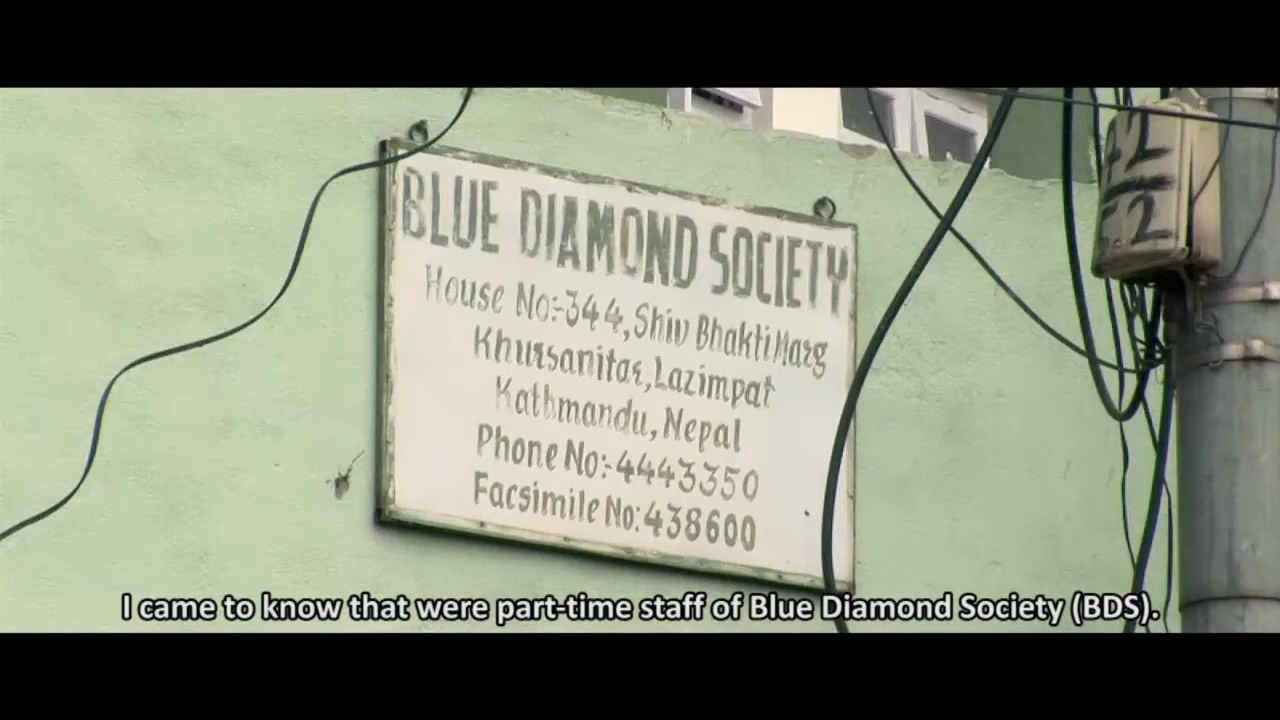 BLUE DIAMOND SOCIETY
House No:-344, Shiv Bhakti Marg
Khursanitar, Lazimpat
Kathmandu, Nepal
Phone No:-4443350
Facsimile No:438600
I came to know that were part-time staff of Blue Diamond Society (BDS).